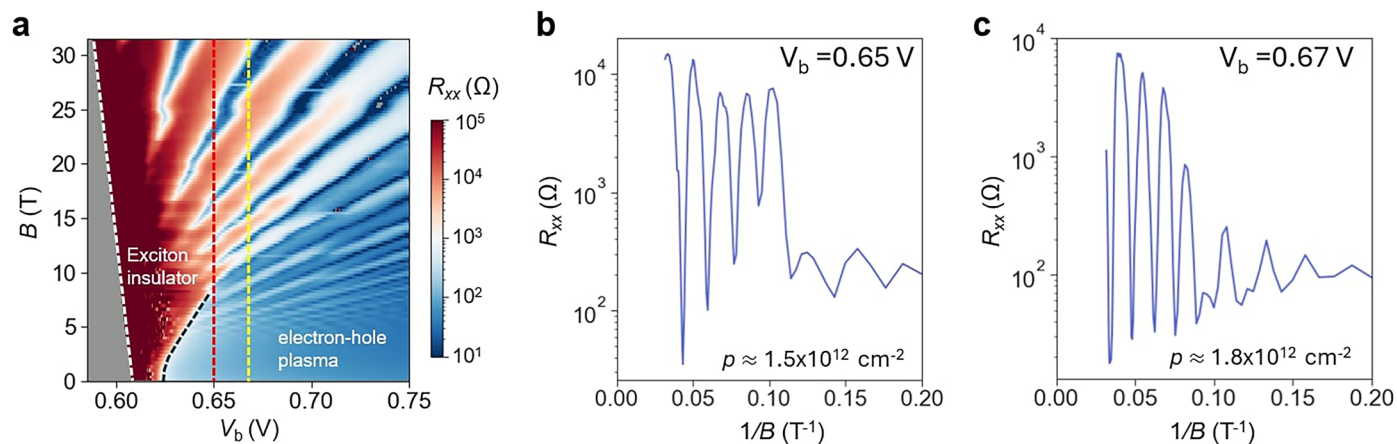 a
30
25
20
15
10
5
0
B (T)
0.60 0.65 0.70 0.75
V_b (V)
Exciton
insulator
electron-hole
plasma
R_xx (Ω)
10^5
10^4
10^3
10^2
10^1
b
V_b =0.65 V
10^4
10^3
10^2
R_xx (Ω)
p ≈ 1.5x10^12 cm^-2
0.00 0.05 0.10 0.15 0.20
1/B (T^-1)
c
V_b =0.67 V
10^4
10^3
10^2
R_xx (Ω)
p ≈ 1.8x10^12 cm^-2
0.00 0.05 0.10 0.15 0.20
1/B (T^-1)